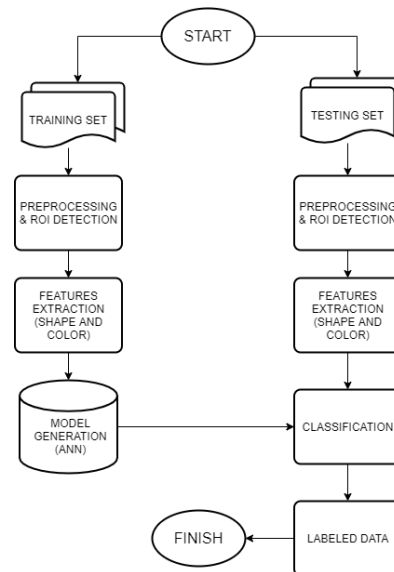 START
TRAINING SET
TESTING SET
PREPROCESSING
& ROI DETECTION
PREPROCESSING
& ROI DETECTION
FEATURES
EXTRACTION
(SHAPE AND
COLOR)
FEATURES
EXTRACTION
(SHAPE AND
COLOR)
MODEL
GENERATION
(ANN)
CLASSIFICATION
FINISH
LABELED DATA